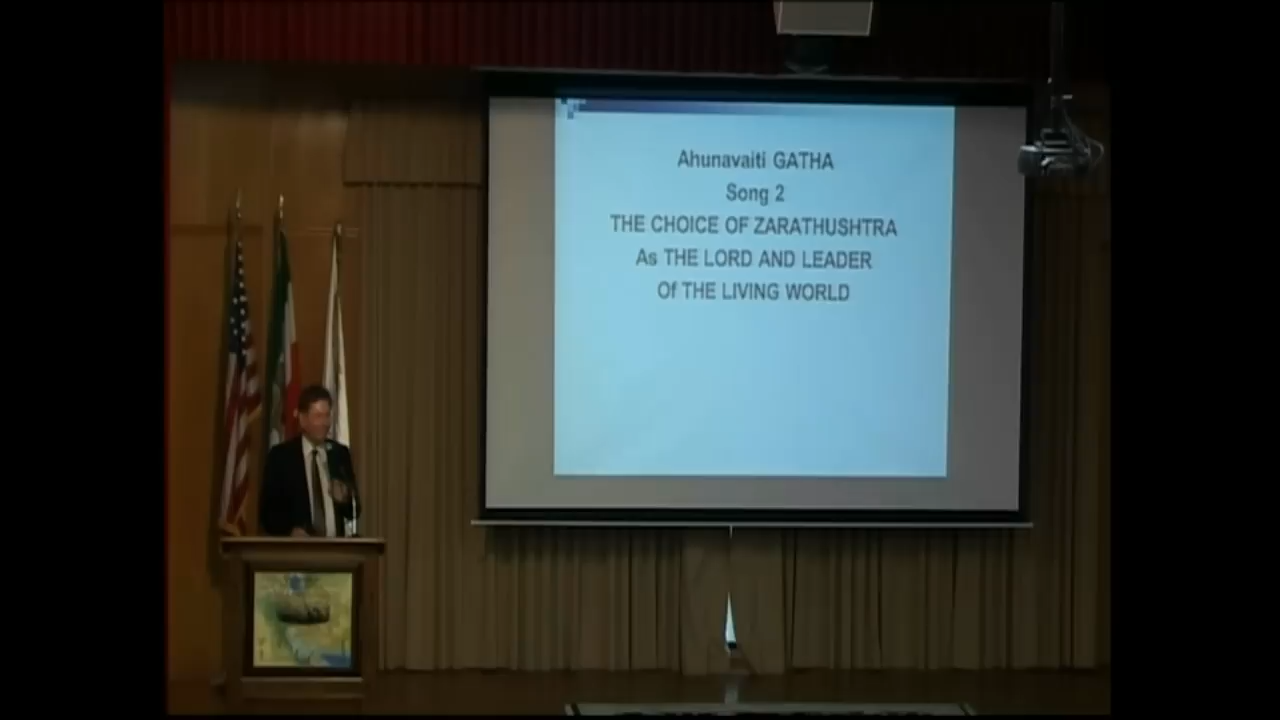 Ahunavaiti GATHA
Song 2
THE CHOICE OF ZARATHUSHTRA
As THE LORD AND LEADER
Of THE LIVING WORLD